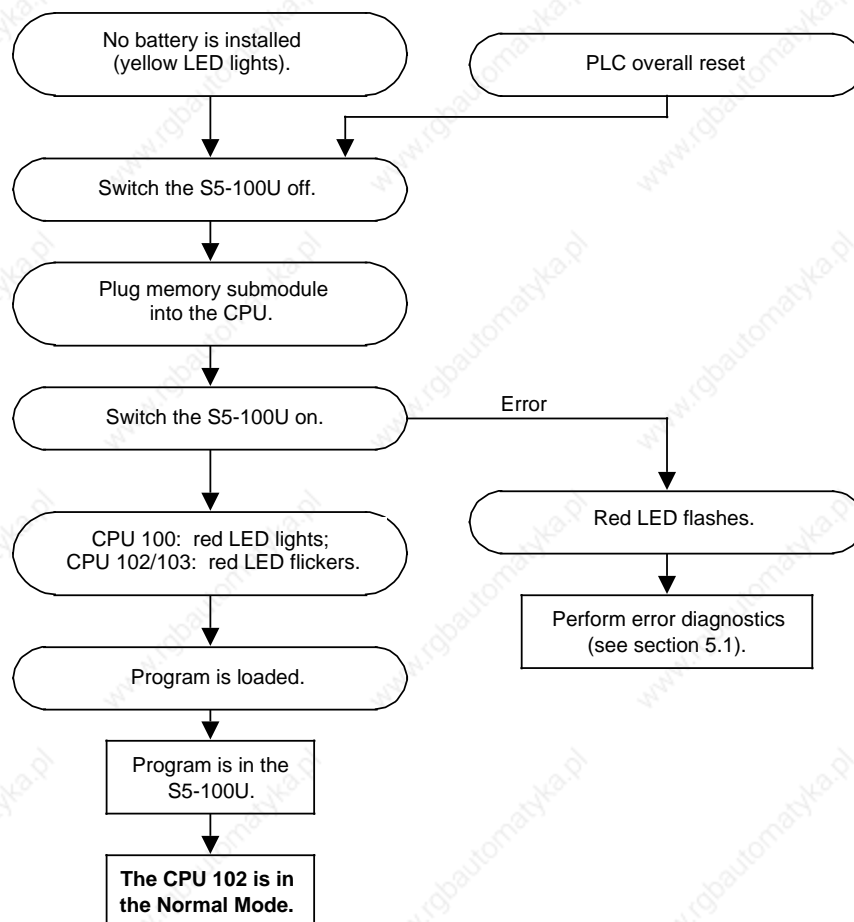 No battery is installed
(yellow LED lights).
PLC overall reset
Switch the S5-100U off.
Plug memory submodule
into the CPU.
Switch the S5-100U on.
Error
CPU 100: red LED lights;
CPU 102/103: red LED flickers.
Red LED flashes.
Perform error diagnostics
(see section 5.1).
Program is loaded.
Program is in the
S5-100U.
The CPU 102 is in
the Normal Mode.
www.rgbautomatyka.pl